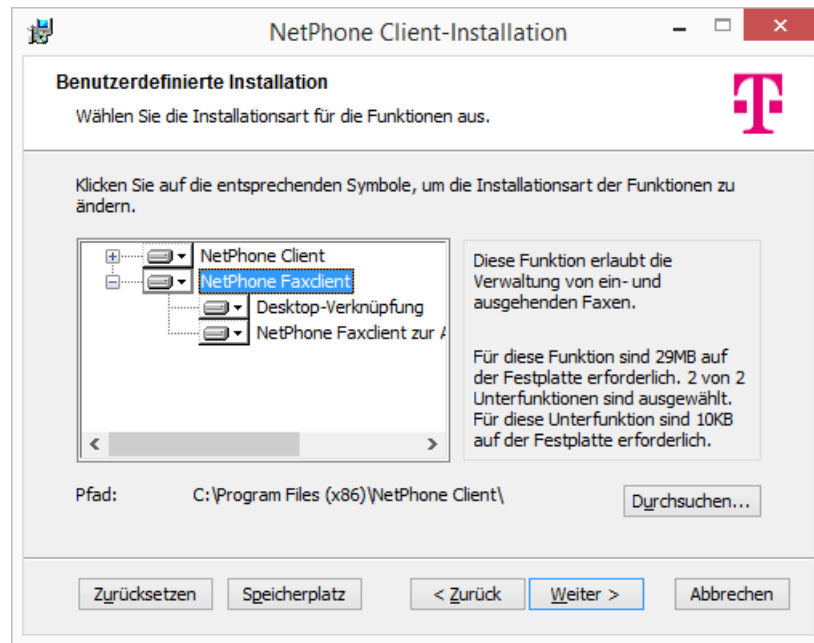 NetPhone Client-Installation
Benutzerdefinierte Installation
Wählen Sie die Installationsart für die Funktionen aus.
Klicken Sie auf die entsprechenden Symbole, um die Installationsart der Funktionen zu
ändern.
NetPhone Client
NetPhone Faxclient
Desktop-Verknüpfung
NetPhone Faxclient zur A
Diese Funktion erlaubt die
Verwaltung von ein- und
ausgehenden Faxen.
Für diese Funktion sind 29MB auf
der Festplatte erforderlich. 2 von 2
Unterfunktionen sind ausgewählt.
Für diese Unterfunktion sind 10KB
auf der Festplatte erforderlich.
Pfad: C:\Program Files (x86)\NetPhone Client\
Durchsuchen...
Zurücksetzen Speicherplatz < Zurück Weiter > Abbrechen